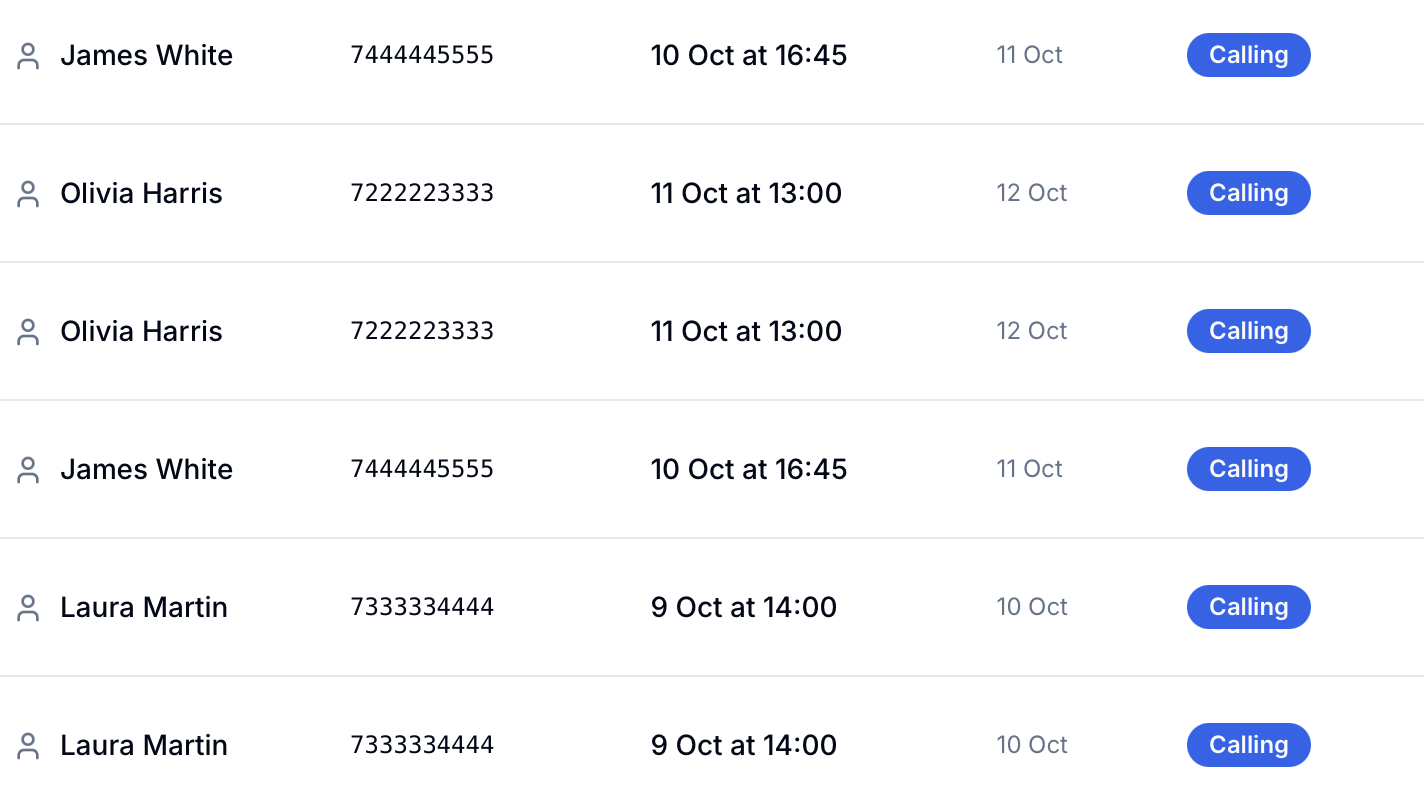 James White 7444445555 10 Oct at 16:45 11 Oct Calling
Olivia Harris 7222223333 11 Oct at 13:00 12 Oct Calling
Olivia Harris 7222223333 11 Oct at 13:00 12 Oct Calling
James White 7444445555 10 Oct at 16:45 11 Oct Calling
Laura Martin 7333334444 9 Oct at 14:00 10 Oct Calling
Laura Martin 7333334444 9 Oct at 14:00 10 Oct Calling